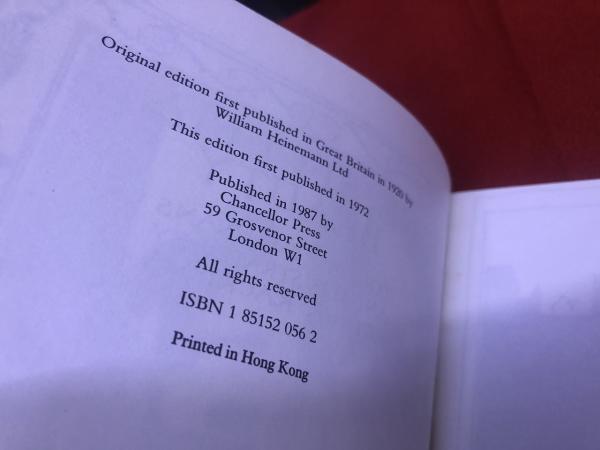 Original edition first published in Great Britain in 1920 by
William Heinemann Ltd
This edition first published in 1972
Published in 1987 by
Chancellor Press
59 Grosvenor Street
London W1
All rights reserved
ISBN 1 85152 056 2
Printed in Hong Kong